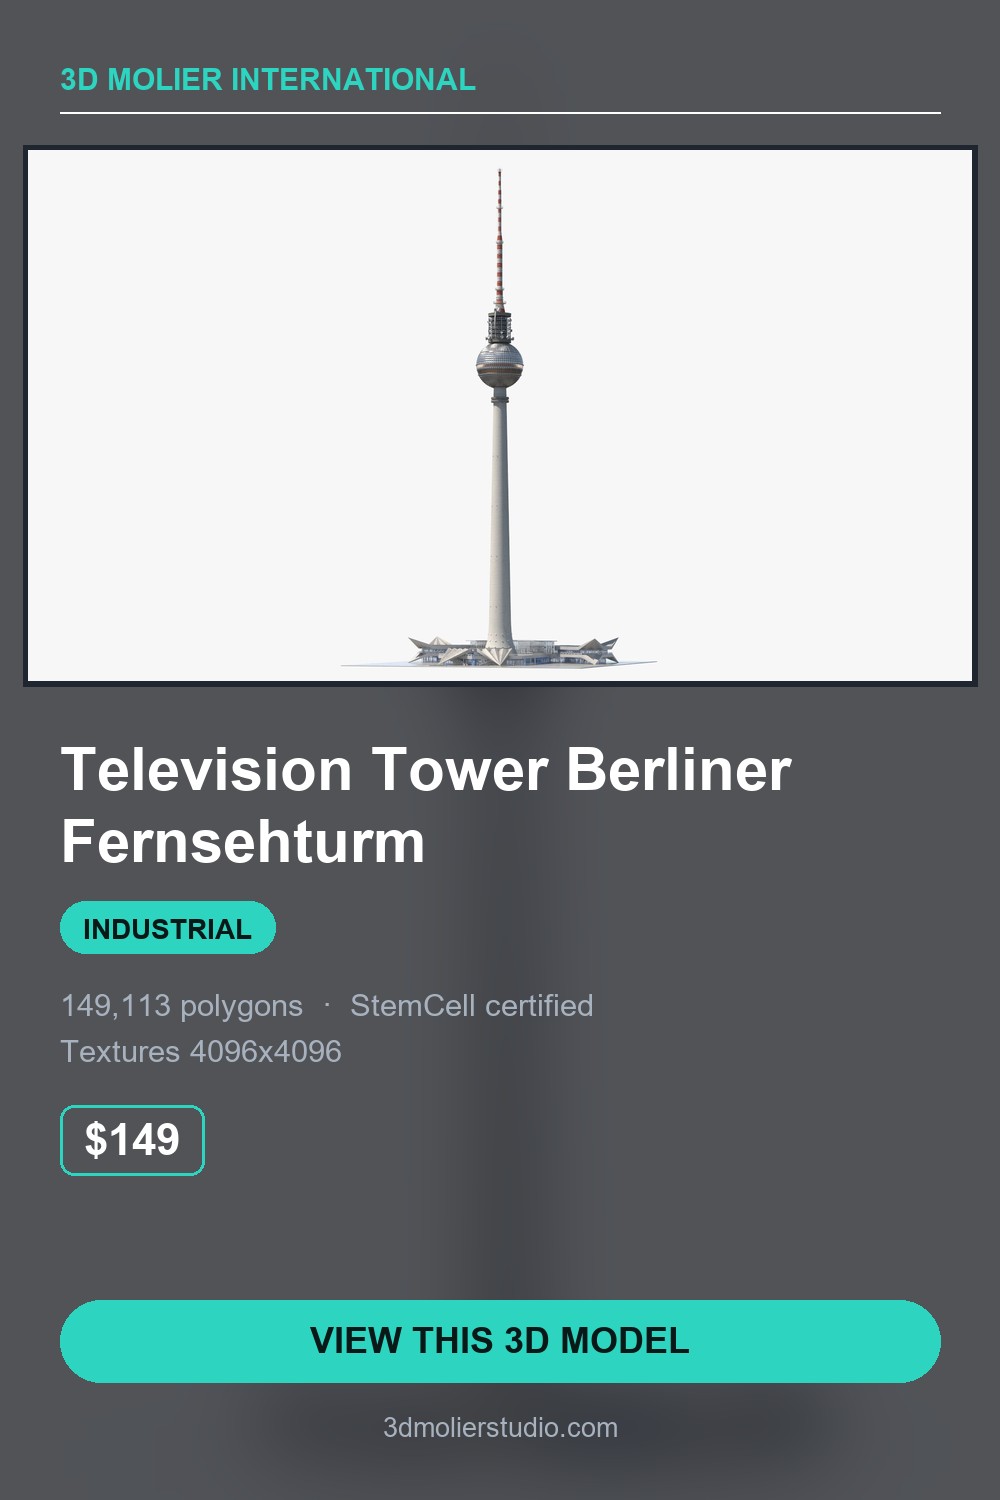 3D MOLIER INTERNATIONAL
Television Tower Berliner
Fernsehturm
INDUSTRIAL
149,113 polygons · StemCell certified
Textures 4096x4096
$149
VIEW THIS 3D MODEL
3dmolierstudio.com